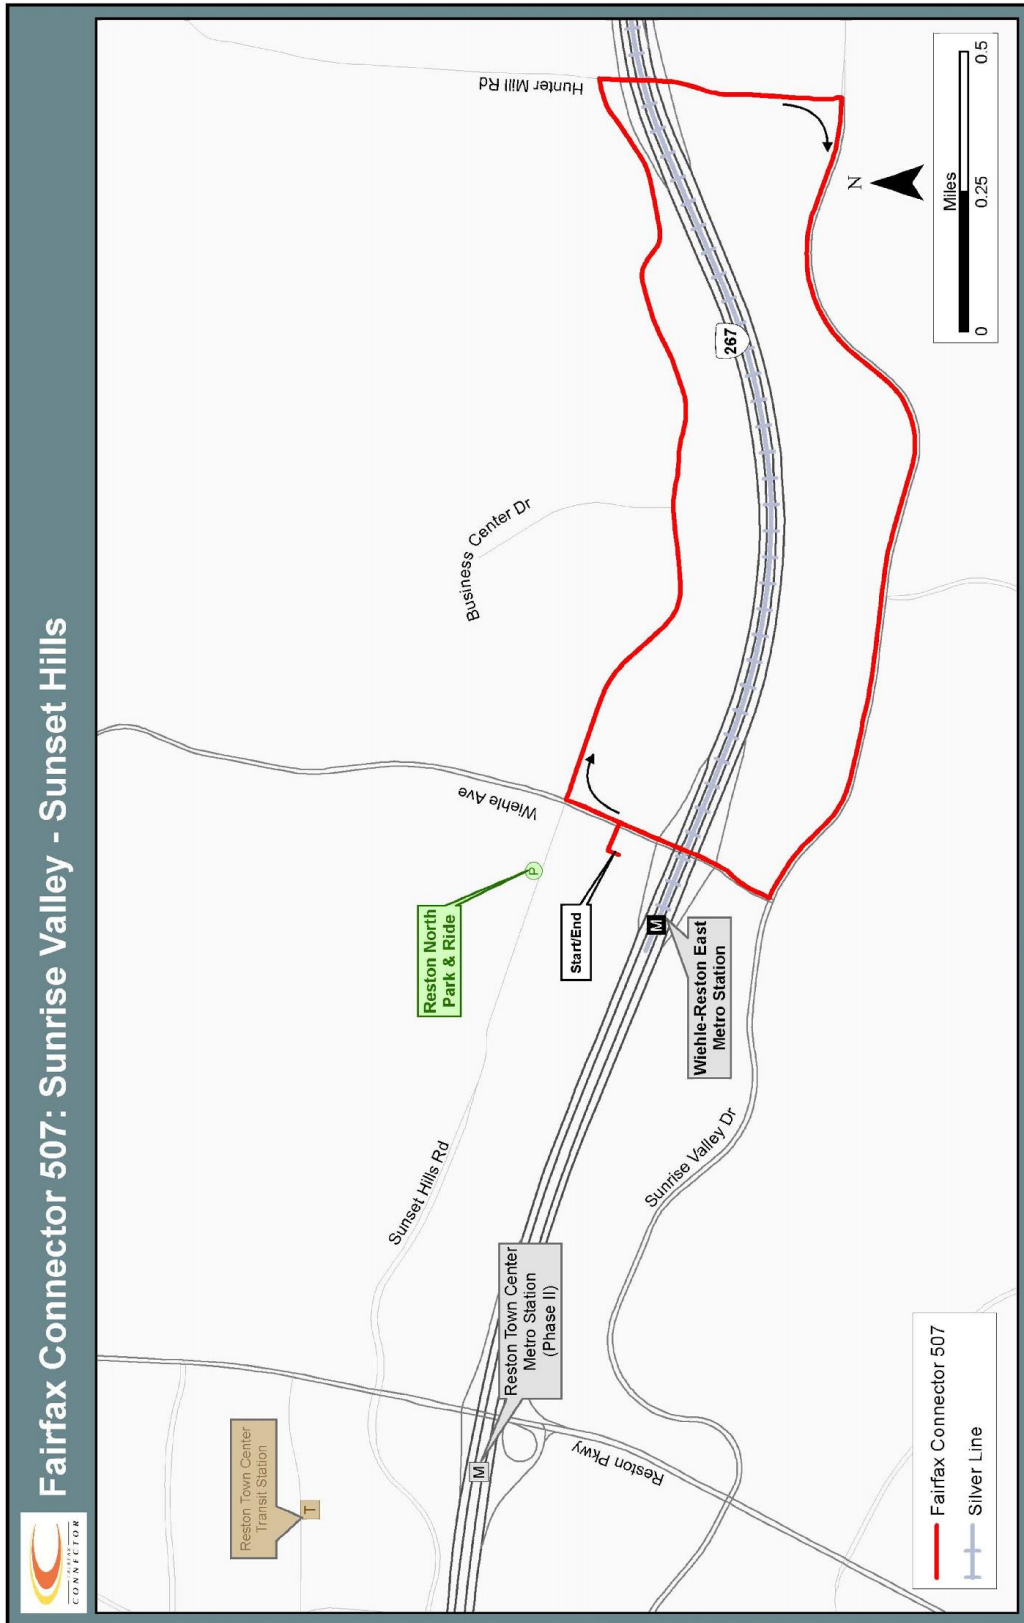 Fairfax Connector 507: Sunrise Valley - Sunset Hills
FAIRFAX
CONNECTOR
Reston Town Center
Transit Station
T
Sunset Hills Rd
Reston North
Park & Ride
P
Wiehle Ave
Business Center Dr
Hunter Mill Rd
Start/End
M
Reston Town Center
Metro Station
(Phase II)
Reston Pkwy
M
Wiehle-Reston East
Metro Station
Sunrise Valley Dr
267
N
Miles
0 0.25 0.5
Fairfax Connector 507
Silver Line